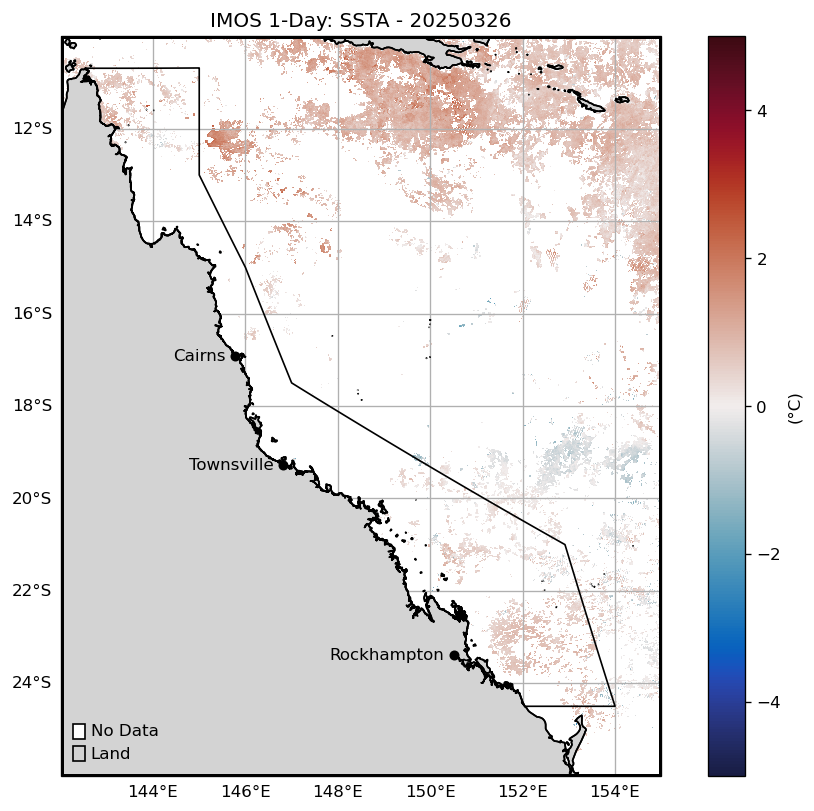 IMOS 1-Day: SSTA - 20250326
12°S
14°S
16°S
18°S
20°S
22°S
24°S
Cairns
Townsville
Rockhampton
No Data
Land
144°E 146°E 148°E 150°E 152°E 154°E
4
2
0
−2
−4
(°C)